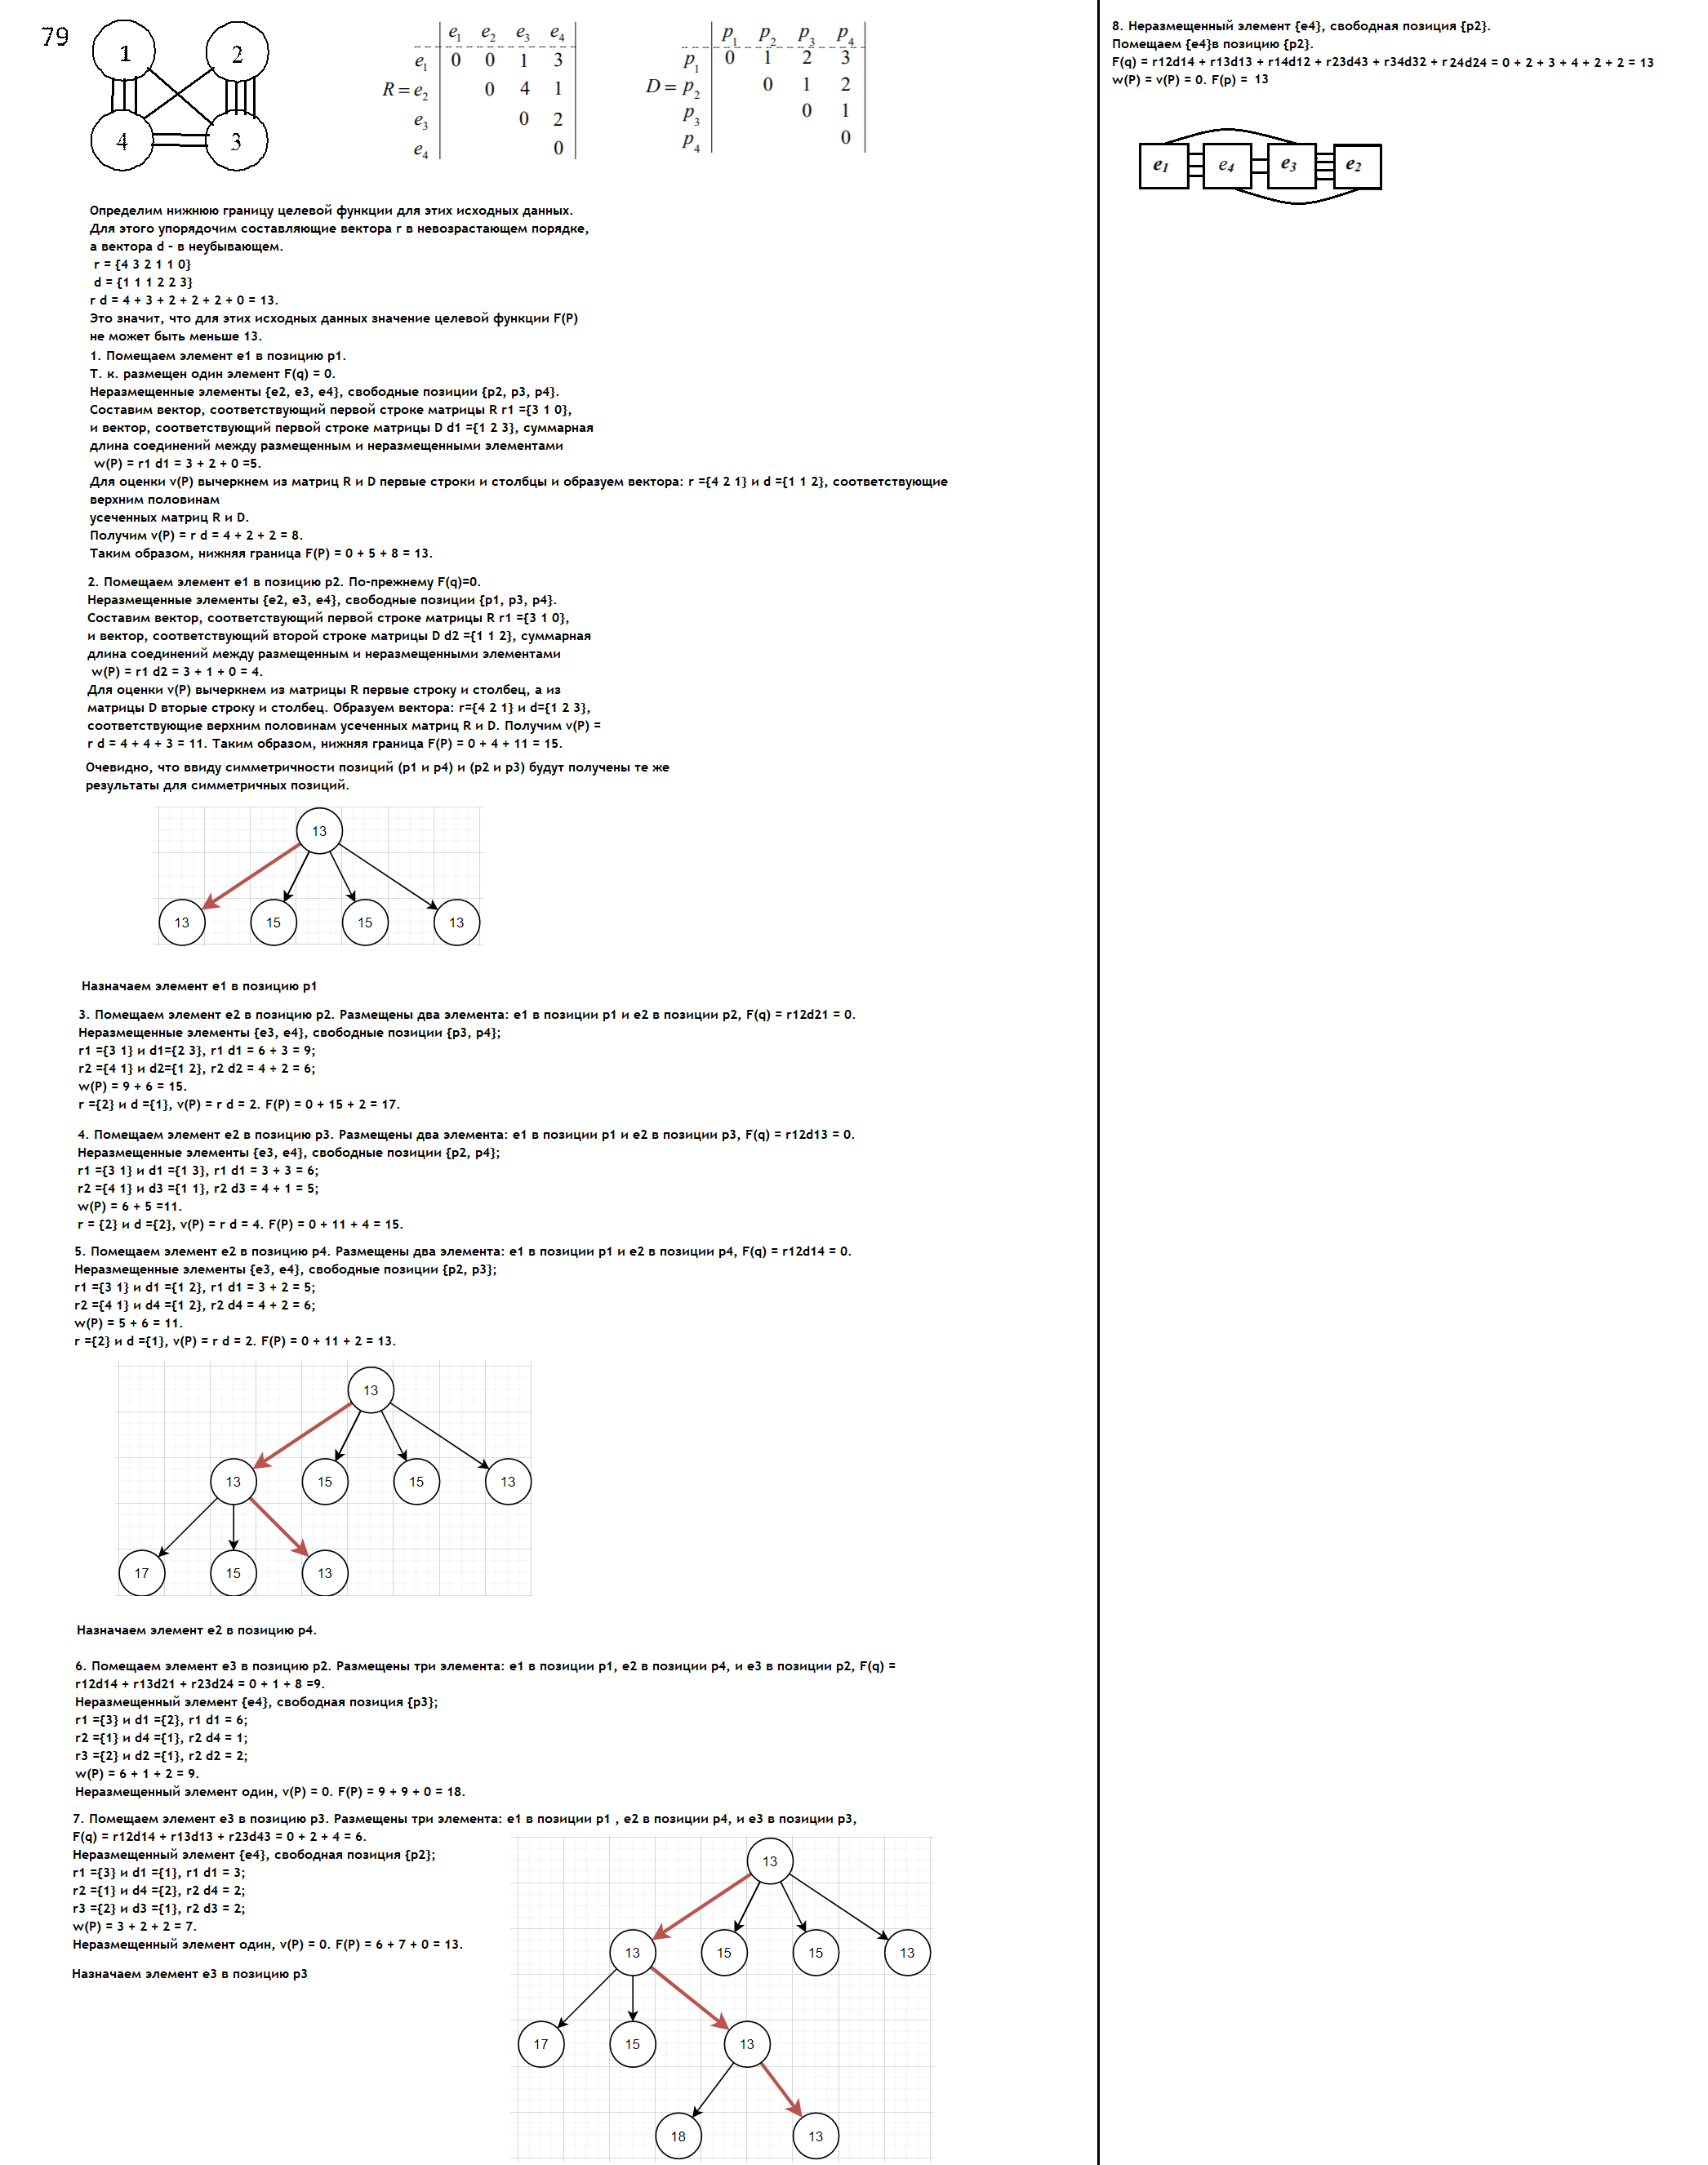 79
1 2
4 3
e1 e2 e3 e4
e1 0 0 1 3
R = e2 0 4 1
e3 0 2
e4 0
p1 p2 p3 p4
p1 0 1 2 3
D = p2 0 1 2
p3 0 1
p4 0
Определим нижнюю границу целевой функции для этих исходных данных.
Для этого упорядочим составляющие вектора r в невозрастающем порядке,
а вектора d - в неубывающем.
r = {4 3 2 1 1 0}
d = {1 1 1 2 2 3}
r d = 4 + 3 + 2 + 2 + 2 + 0 = 13.
Это значит, что для этих исходных данных значение целевой функции F(P)
не может быть меньше 13.
1. Помещаем элемент e1 в позицию p1.
Т. к. размещен один элемент F(q) = 0.
Неразмещенные элементы {e2, e3, e4}, свободные позиции {p2, p3, p4}.
Составим вектор, соответствующий первой строке матрицы R r1 ={3 1 0},
и вектор, соответствующий первой строке матрицы D d1 ={1 2 3}, суммарная
длина соединений между размещенным и неразмещенными элементами
w(P) = r1 d1 = 3 + 2 + 0 =5.
Для оценки v(P) вычеркнем из матриц R и D первые строки и столбцы и образуем вектора: r ={4 2 1} и d ={1 1 2}, соответствующие
верхним половинам
усеченных матриц R и D.
Получим v(P) = r d = 4 + 2 + 2 = 8.
Таким образом, нижняя граница F(P) = 0 + 5 + 8 = 13.
2. Помещаем элемент e1 в позицию p2. По-прежнему F(q)=0.
Неразмещенные элементы {e2, e3, e4}, свободные позиции {p1, p3, p4}.
Составим вектор, соответствующий первой строке матрицы R r1 ={3 1 0},
и вектор, соответствующий второй строке матрицы D d2 ={1 1 2}, суммарная
длина соединений между размещенным и неразмещенными элементами
w(P) = r1 d2 = 3 + 1 + 0 = 4.
Для оценки v(P) вычеркнем из матрицы R первые строку и столбец, а из
матрицы D вторые строку и столбец. Образуем вектора: r={4 2 1} и d={1 2 3},
соответствующие верхним половинам усеченных матриц R и D. Получим v(P) =
r d = 4 + 4 + 3 = 11. Таким образом, нижняя граница F(P) = 0 + 4 + 11 = 15.
Очевидно, что ввиду симметричности позиций (p1 и p4) и (p2 и p3) будут получены те же
результаты для симметричных позиций.
13
13 15 15 13
Назначаем элемент e1 в позицию p1
3. Помещаем элемент e2 в позицию p2. Размещены два элемента: e1 в позиции p1 и e2 в позиции p2, F(q) = r12d21 = 0.
Неразмещенные элементы {e3, e4}, свободные позиции {p3, p4};
r1 ={3 1} и d1={2 3}, r1 d1 = 6 + 3 = 9;
r2 ={4 1} и d2={1 2}, r2 d2 = 4 + 2 = 6;
w(P) = 9 + 6 = 15.
r ={2} и d ={1}, v(P) = r d = 2. F(P) = 0 + 15 + 2 = 17.
4. Помещаем элемент e2 в позицию p3. Размещены два элемента: e1 в позиции p1 и e2 в позиции p3, F(q) = r12d13 = 0.
Неразмещенные элементы {e3, e4}, свободные позиции {p2, p4};
r1 ={3 1} и d1 ={1 3}, r1 d1 = 3 + 3 = 6;
r2 ={4 1} и d3 ={1 1}, r2 d3 = 4 + 1 = 5;
w(P) = 6 + 5 =11.
r = {2} и d ={2}, v(P) = r d = 4. F(P) = 0 + 11 + 4 = 15.
5. Помещаем элемент e2 в позицию p4. Размещены два элемента: e1 в позиции p1 и e2 в позиции p4, F(q) = r12d14 = 0.
Неразмещенные элементы {e3, e4}, свободные позиции {p2, p3};
r1 ={3 1} и d1 ={1 2}, r1 d1 = 3 + 2 = 5;
r2 ={4 1} и d4 ={1 2}, r2 d4 = 4 + 2 = 6;
w(P) = 5 + 6 = 11.
r ={2} и d ={1}, v(P) = r d = 2. F(P) = 0 + 11 + 2 = 13.
13
13 15 15 13
17 15 13
Назначаем элемент e2 в позицию p4.
6. Помещаем элемент e3 в позицию p2. Размещены три элемента: e1 в позиции p1, e2 в позиции p4, и e3 в позиции p2, F(q) =
r12d14 + r13d21 + r23d24 = 0 + 1 + 8 =9.
Неразмещенный элемент {e4}, свободная позиция {p3};
r1 ={3} и d1 ={2}, r1 d1 = 6;
r2 ={1} и d4 ={1}, r2 d4 = 1;
r3 ={2} и d2 ={1}, r2 d2 = 2;
w(P) = 6 + 1 + 2 = 9.
Неразмещенный элемент один, v(P) = 0. F(P) = 9 + 9 + 0 = 18.
7. Помещаем элемент e3 в позицию p3. Размещены три элемента: e1 в позиции p1 , e2 в позиции p4, и e3 в позиции p3,
F(q) = r12d14 + r13d13 + r23d43 = 0 + 2 + 4 = 6.
Неразмещенный элемент {e4}, свободная позиция {p2};
r1 ={3} и d1 ={1}, r1 d1 = 3;
r2 ={1} и d4 ={2}, r2 d4 = 2;
r3 ={2} и d3 ={1}, r2 d3 = 2;
w(P) = 3 + 2 + 2 = 7.
Неразмещенный элемент один, v(P) = 0. F(P) = 6 + 7 + 0 = 13.
Назначаем элемент e3 в позицию p3
13
13 15 15 13
17 15 13
18 13
8. Неразмещенный элемент {e4}, свободная позиция {p2}.
Помещаем {e4}в позицию {p2}.
F(q) = r12d14 + r13d13 + r14d12 + r23d43 + r34d32 + r24d24 = 0 + 2 + 3 + 4 + 2 + 2 = 13
w(P) = v(P) = 0. F(p) = 13
e1 e4 e3 e2